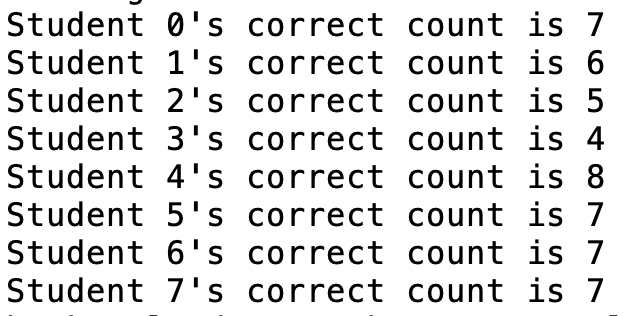 Student 0's correct count is 7
Student 1's correct count is 6
Student 2's correct count is 5
Student 3's correct count is 4
Student 4's correct count is 8
Student 5's correct count is 7
Student 6's correct count is 7
Student 7's correct count is 7